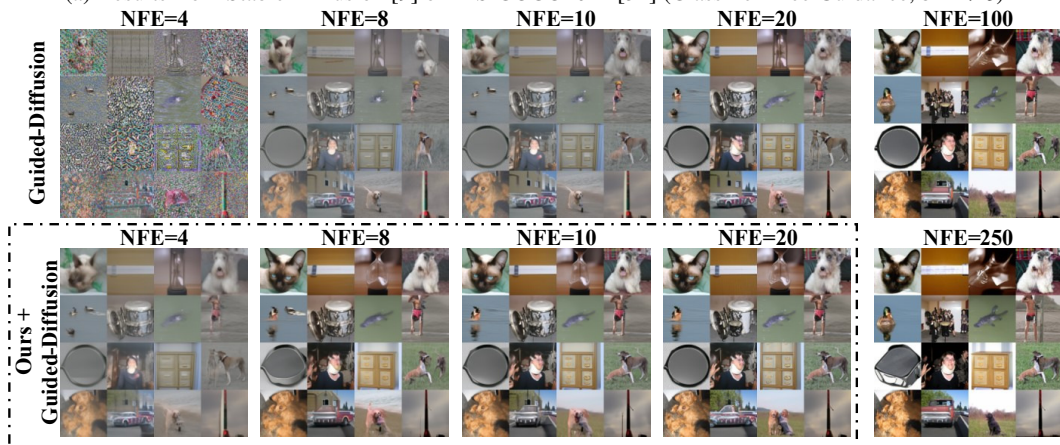 NFE=4 NFE=8 NFE=10 NFE=20 NFE=100
Guided-Diffusion
NFE=4 NFE=8 NFE=10 NFE=20 NFE=250
Ours +
Guided-Diffusion